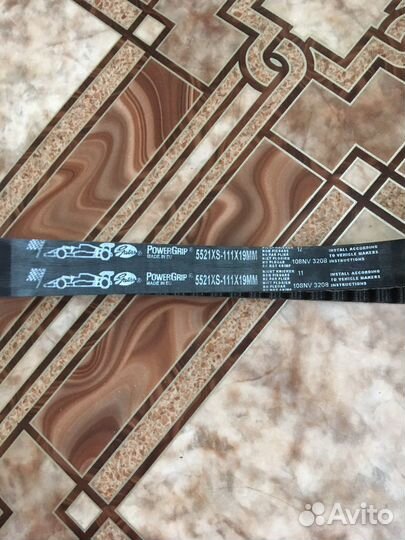 Gates
PowerGrip®
MADE IN EU
5521XS-111X19MM
12
108NV 3208
INSTALL ACCORDING
TO VEHICLE MAKERS
INSTRUCTIONS
Gates
PowerGrip®
MADE IN EU
5521XS-111X19MM
11
108NV 3208
INSTALL ACCORDING
TO VEHICLE MAKERS
INSTRUCTIONS
Avito